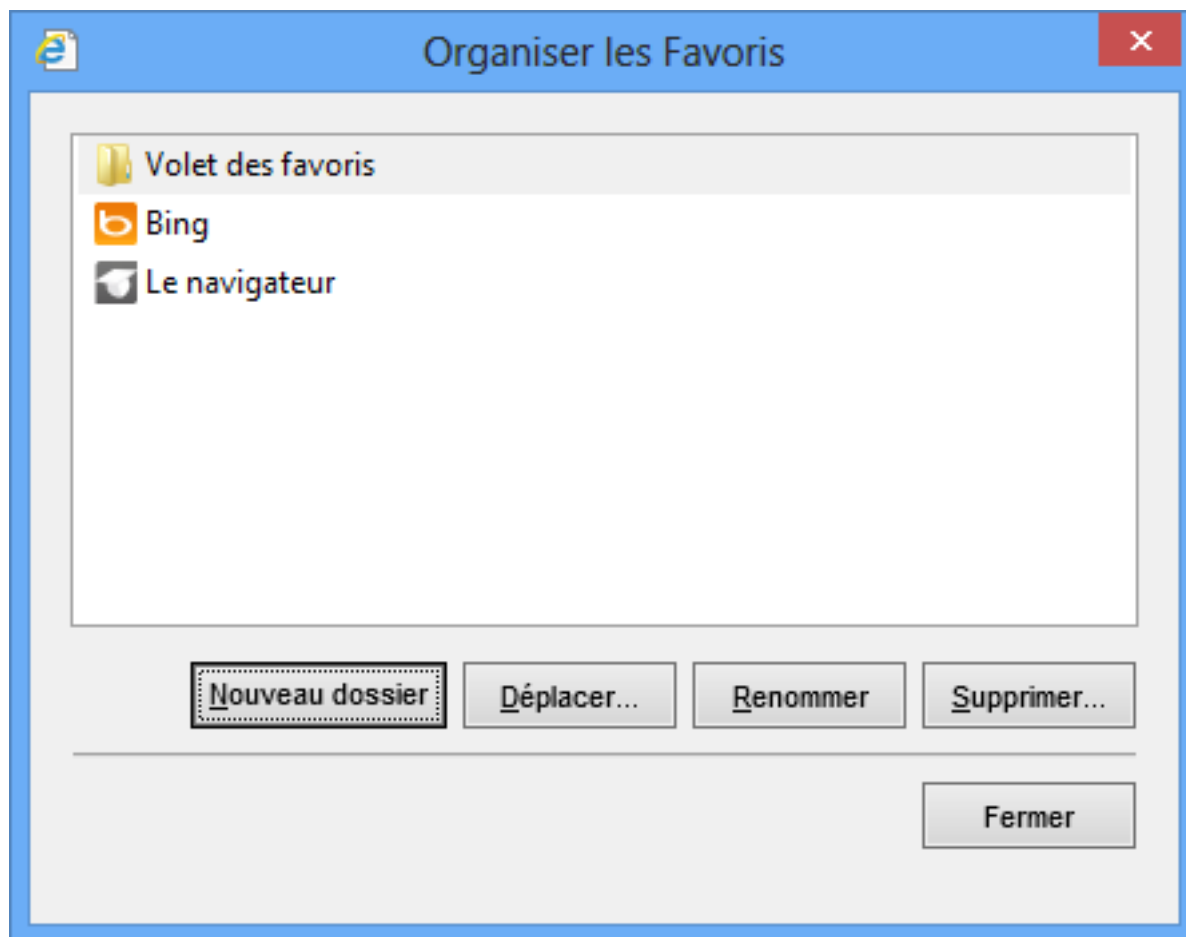 Organiser les Favoris
Volet des favoris
Bing
Le navigateur
Nouveau dossier Déplacer... Renommer Supprimer...
Fermer